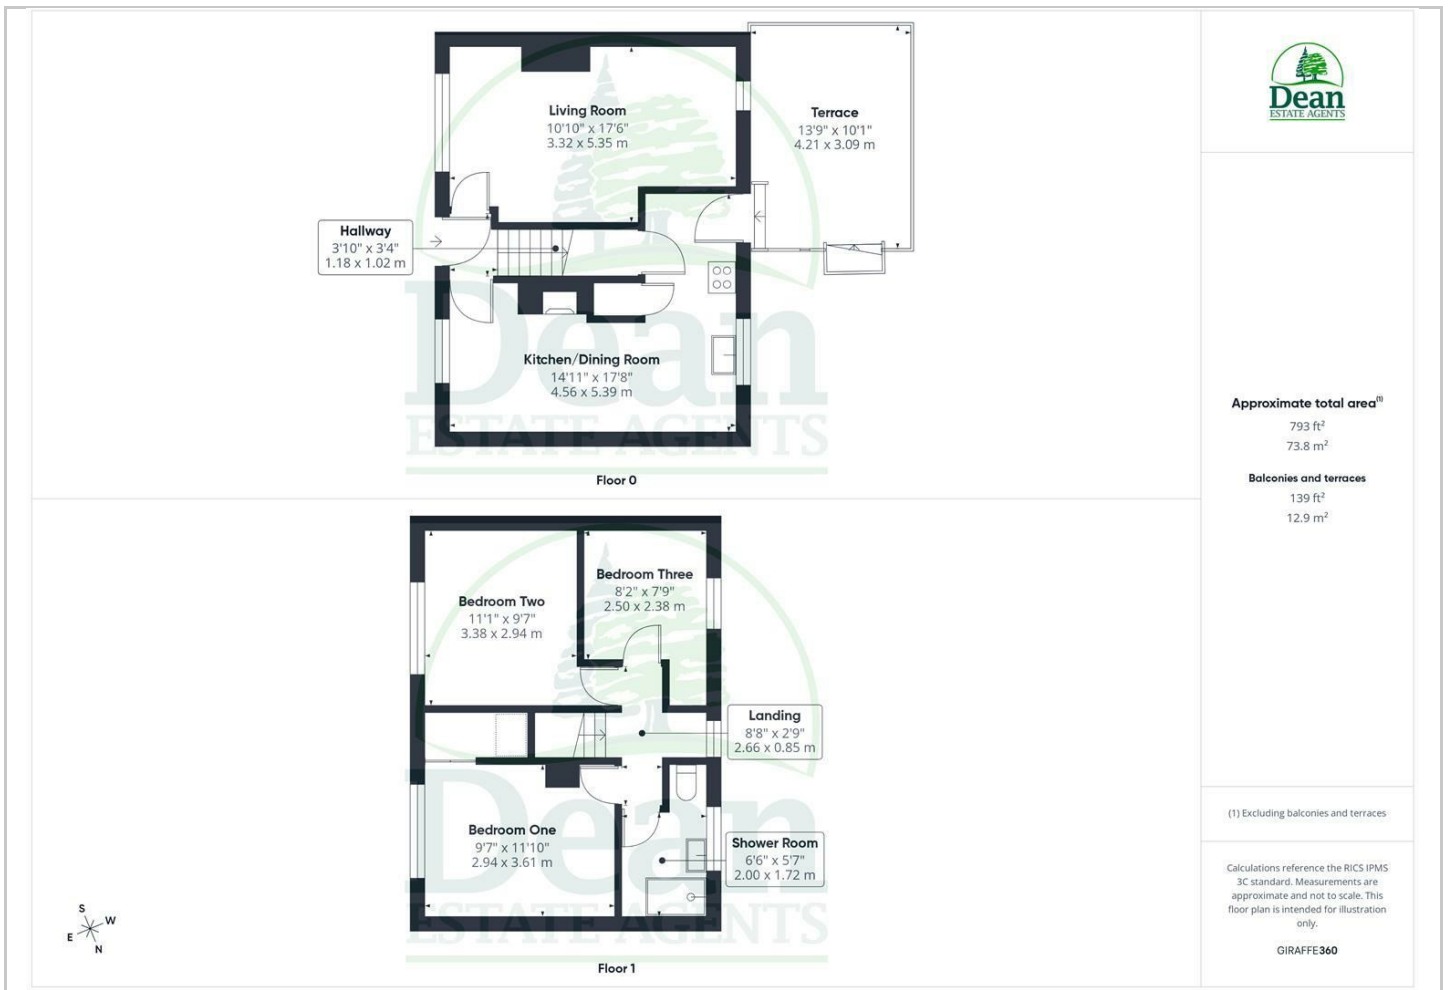 Living Room
10'10" x 17'6"
3.32 x 5.35 m
Terrace
13'9" x 10'1"
4.21 x 3.09 m
Hallway
3'10" x 3'4"
1.18 x 1.02 m
Kitchen/Dining Room
14'11" x 17'8"
4.56 x 5.39 m
Dean
ESTATE AGENTS
Floor 0
Bedroom Two
11'1" x 9'7"
3.38 x 2.94 m
Bedroom Three
8'2" x 7'9"
2.50 x 2.38 m
Landing
8'8" x 2'9"
2.66 x 0.85 m
Bedroom One
9'7" x 11'10"
2.94 x 3.61 m
Shower Room
6'6" x 5'7"
2.00 x 1.72 m
Dean
ESTATE AGENTS
Floor 1
S
W
E
N
Dean
ESTATE AGENTS
Approximate total area(1)
793 ft²
73.8 m²
Balconies and terraces
139 ft²
12.9 m²
(1) Excluding balconies and terraces
Calculations reference the RICS IPMS
3C standard. Measurements are
approximate and not to scale. This
floor plan is intended for illustration
only.
GIRAFFE360